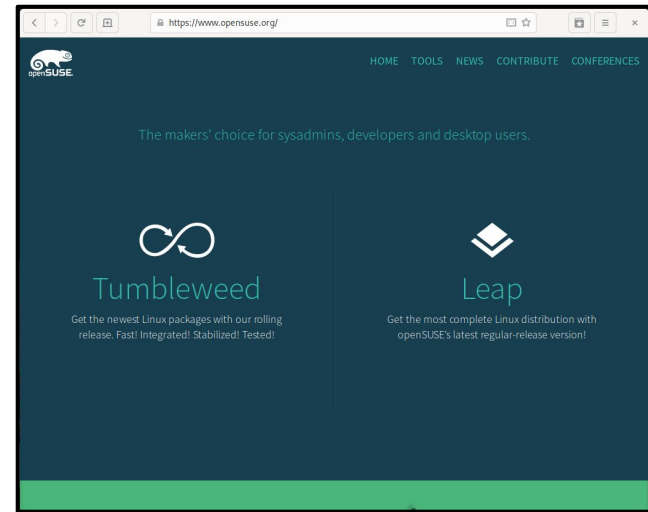 https://www.opensuse.org/
openSUSE
HOME TOOLS NEWS CONTRIBUTE CONFERENCES
The makers' choice for sysadmins, developers and desktop users.
Tumbleweed
Get the newest Linux packages with our rolling
release. Fast! Integrated! Stabilized! Tested!
Leap
Get the most complete Linux distribution with
openSUSE's latest regular-release version!